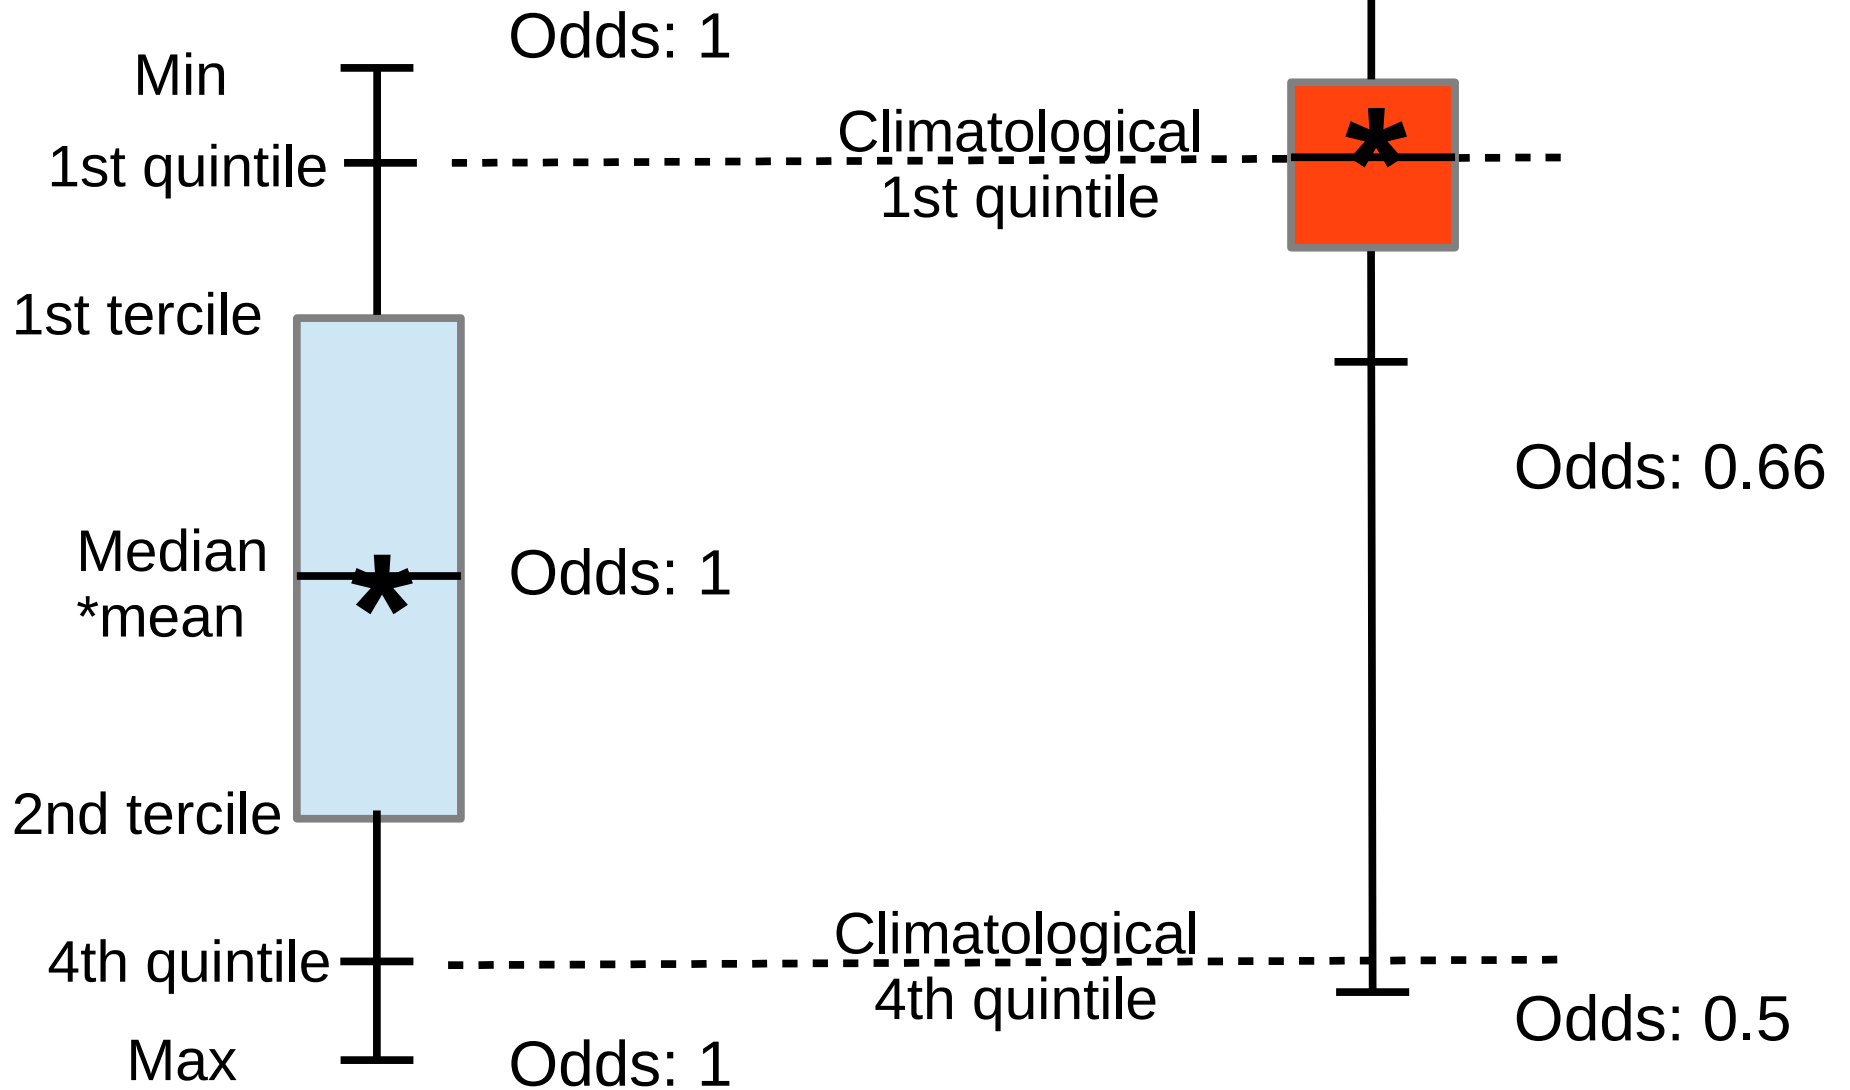 Odds: 1
Min
Climatological
1st quintile
1st quintile
1st tercile
Odds: 0.66
Median
*mean
Odds: 1
2nd tercile
Climatological
4th quintile
4th quintile
Odds: 0.5
Max
Odds: 1